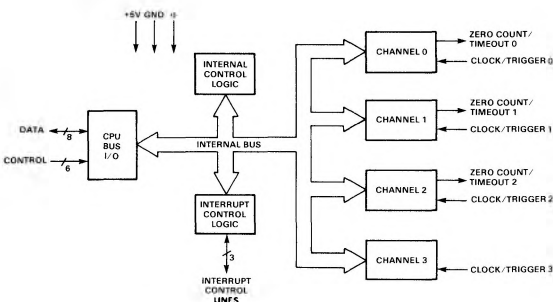 +5V GND Φ
INTERNAL
CONTROL
LOGIC
CHANNEL 0
ZERO COUNT/
TIMEOUT 0
CLOCK/TRIGGER 0
DATA
8
CONTROL
6
CPU
BUS
I/O
INTERNAL BUS
CHANNEL 1
ZERO COUNT/
TIMEOUT 1
CLOCK/TRIGGER 1
INTERRUPT
CONTROL
LOGIC
3
INTERRUPT
CONTROL
LINES
CHANNEL 2
ZERO COUNT/
TIMEOUT 2
CLOCK/TRIGGER 2
CHANNEL 3
CLOCK/TRIGGER 3